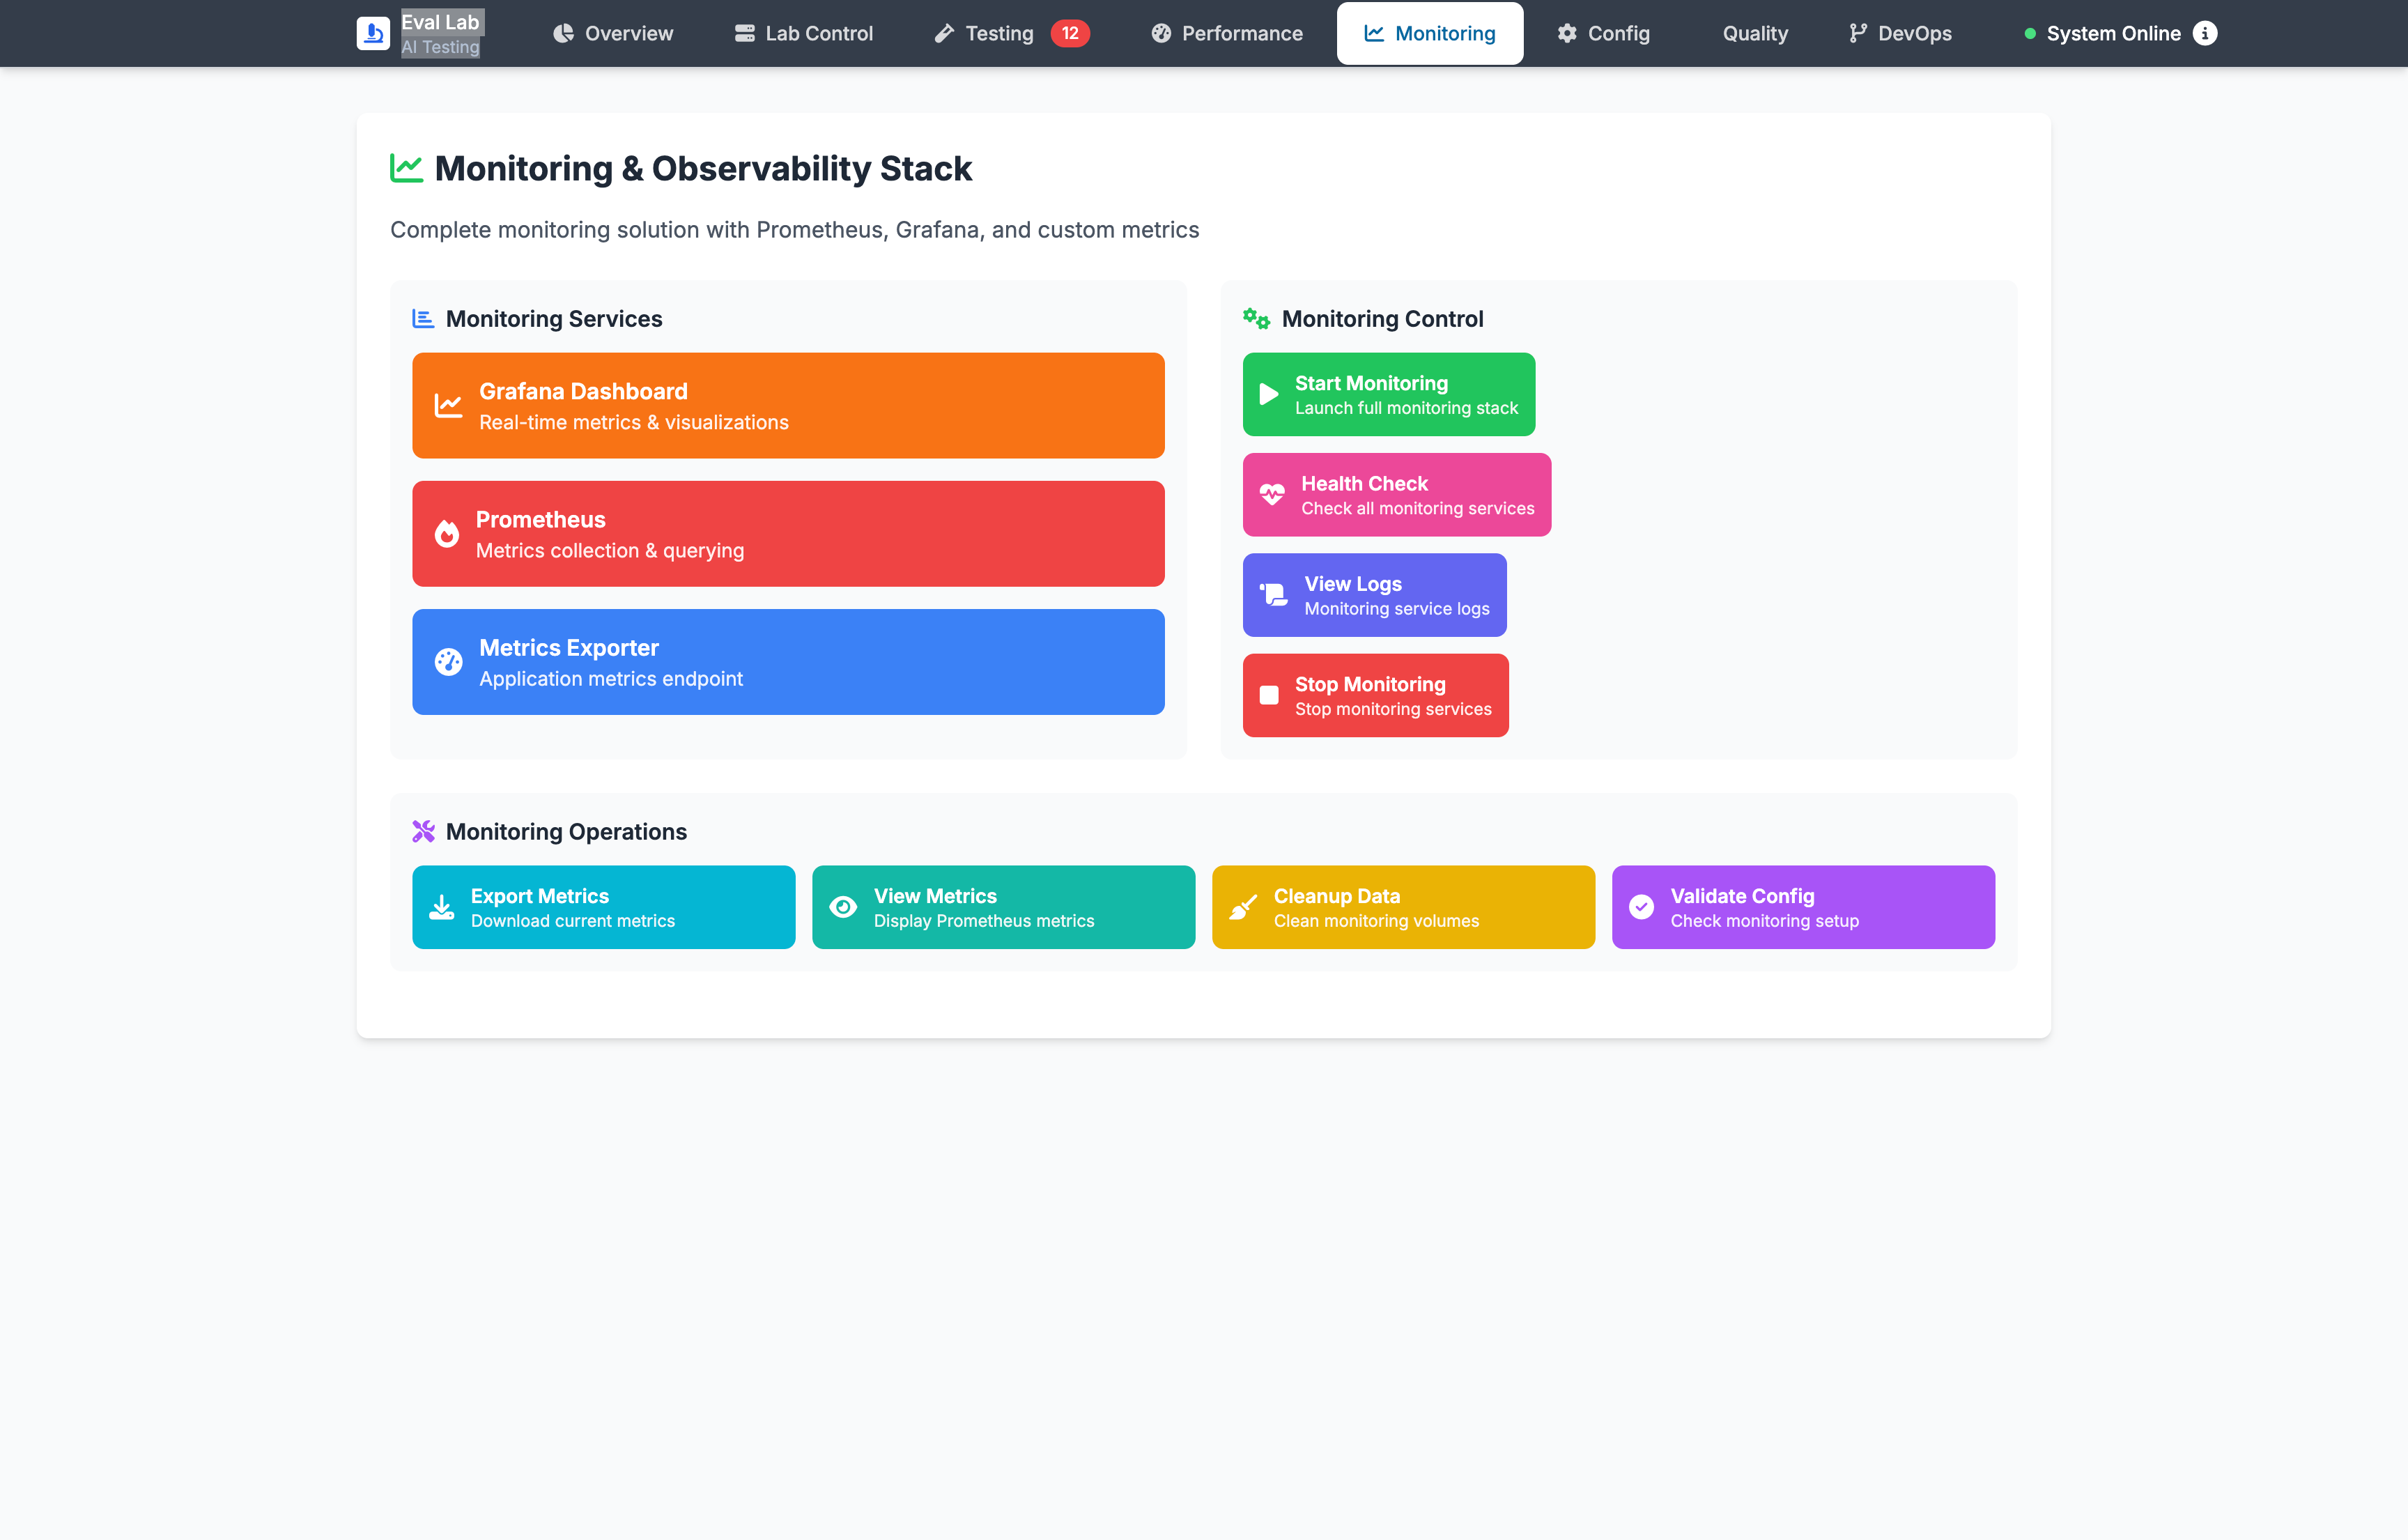 Eval Lab
AI Testing
Overview
Lab Control
Testing 12
Performance
Monitoring
Config
Quality
DevOps
System Online
Monitoring & Observability Stack
Complete monitoring solution with Prometheus, Grafana, and custom metrics
Monitoring Services
Grafana Dashboard
Real-time metrics & visualizations
Prometheus
Metrics collection & querying
Metrics Exporter
Application metrics endpoint
Monitoring Control
Start Monitoring
Launch full monitoring stack
Health Check
Check all monitoring services
View Logs
Monitoring service logs
Stop Monitoring
Stop monitoring services
Monitoring Operations
Export Metrics
Download current metrics
View Metrics
Display Prometheus metrics
Cleanup Data
Clean monitoring volumes
Validate Config
Check monitoring setup